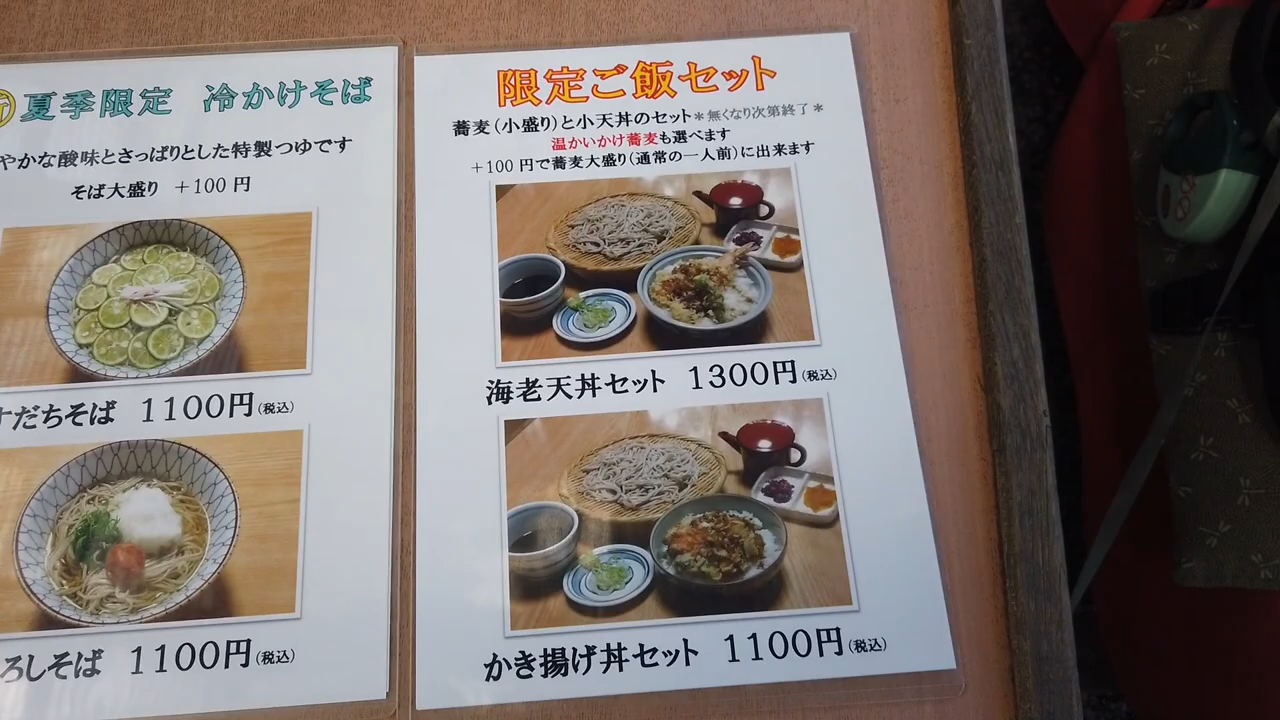 夏季限定 冷かけそば
やかな酸味とさっぱりとした特製つゆです
そば大盛り +100 円
すだちそば 1100円(税込)
ろしそば 1100円(税込)
限定ご飯セット
蕎麦(小盛り)と小天丼のセット*無くなり次第終了*
温かいかけ蕎麦も選べます
+100 円で蕎麦大盛り(通常の一人前)に出来ます
海老天丼セット 1300円(税込)
かき揚げ丼セット 1100円(税込)